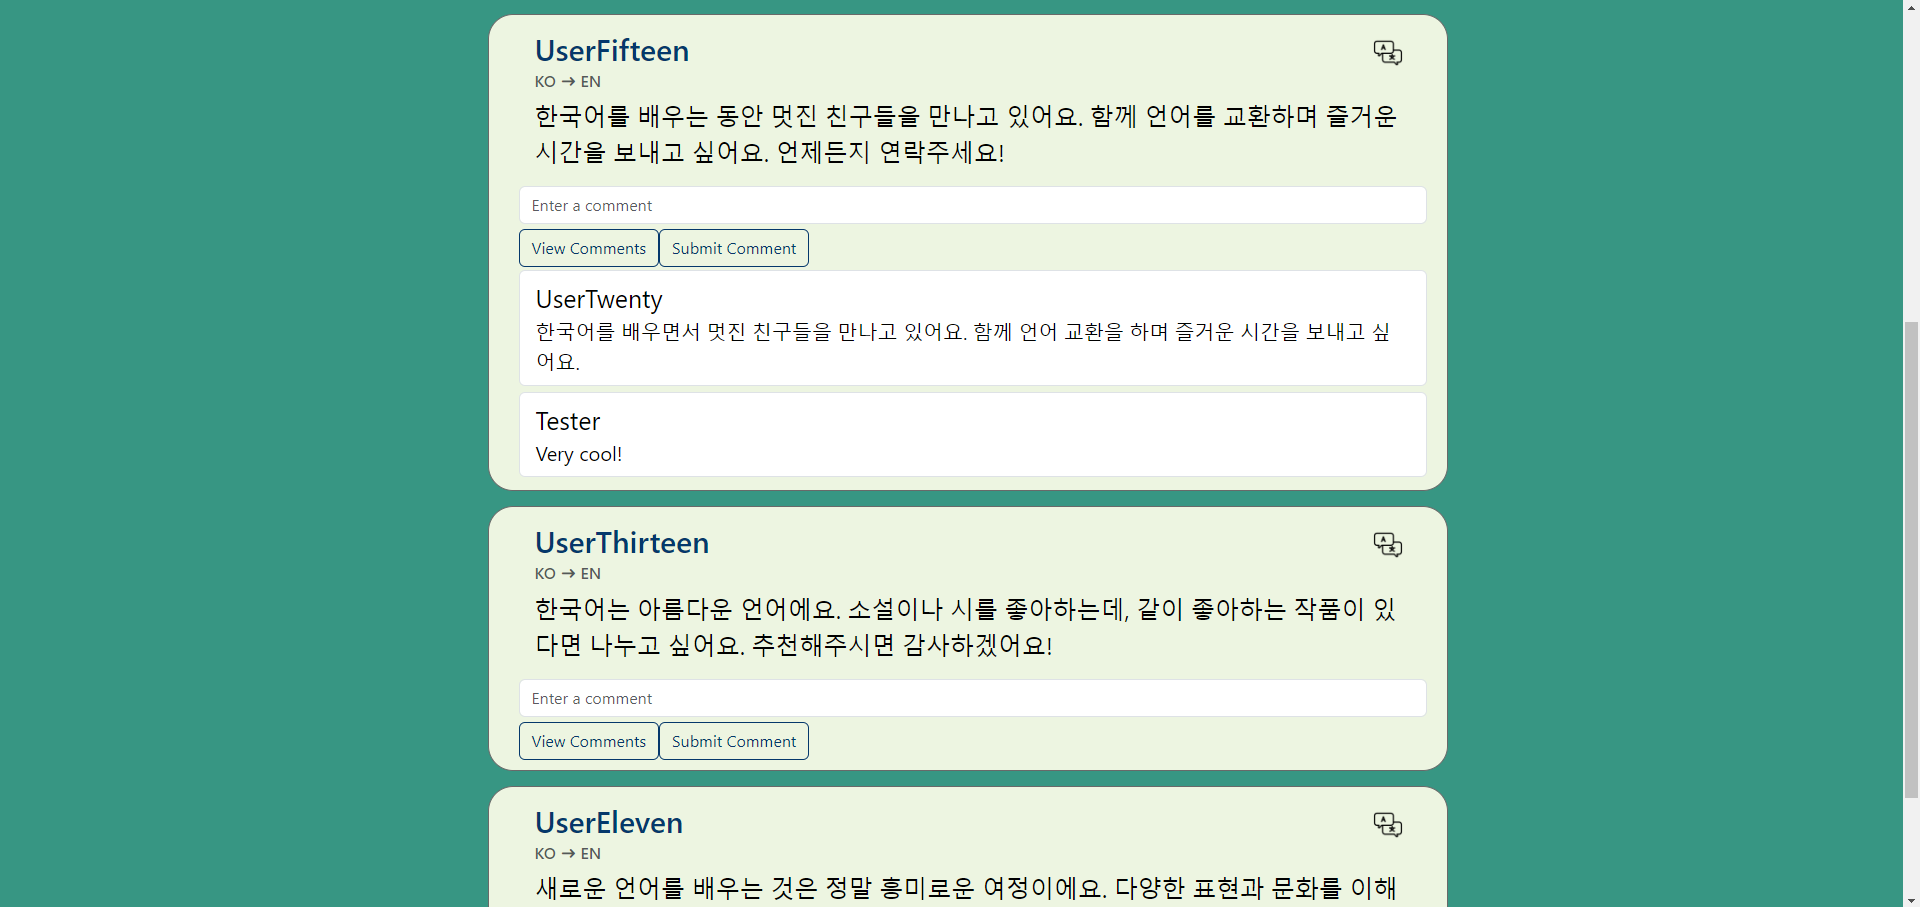 UserFifteen
KO → EN
한국어를 배우는 동안 멋진 친구들을 만나고 있어요. 함께 언어를 교환하며 즐거운
시간을 보내고 싶어요. 언제든지 연락주세요!
Enter a comment
View Comments Submit Comment
UserTwenty
한국어를 배우면서 멋진 친구들을 만나고 있어요. 함께 언어 교환을 하며 즐거운 시간을 보내고 싶
어요.
Tester
Very cool!
UserThirteen
KO → EN
한국어는 아름다운 언어에요. 소설이나 시를 좋아하는데, 같이 좋아하는 작품이 있
다면 나누고 싶어요. 추천해주시면 감사하겠어요!
Enter a comment
View Comments Submit Comment
UserEleven
KO → EN
새로운 언어를 배우는 것은 정말 흥미로운 여정이에요. 다양한 표현과 문화를 이해